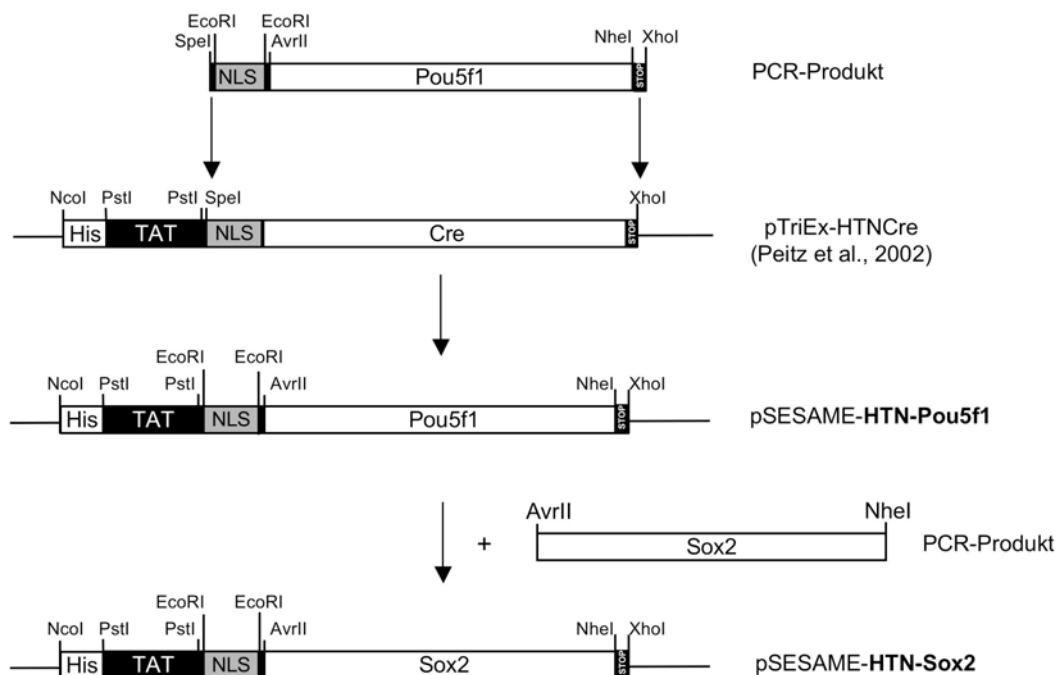 EcoRI EcoRI
SpeI AvrII NheI XhoI
NLS Pou5f1 STOP PCR-Produkt
NcoI PstI PstI SpeI XhoI
His TAT NLS Cre STOP pTriEx-HTNCre
(Peitz et al., 2002)
EcoRI EcoRI
NcoI PstI PstI AvrII NheI XhoI
His TAT NLS Pou5f1 STOP pSESAME-HTN-Pou5f1
AvrII NheI
+ Sox2 PCR-Produkt
EcoRI EcoRI
NcoI PstI PstI AvrII NheI XhoI
His TAT NLS Sox2 STOP pSESAME-HTN-Sox2